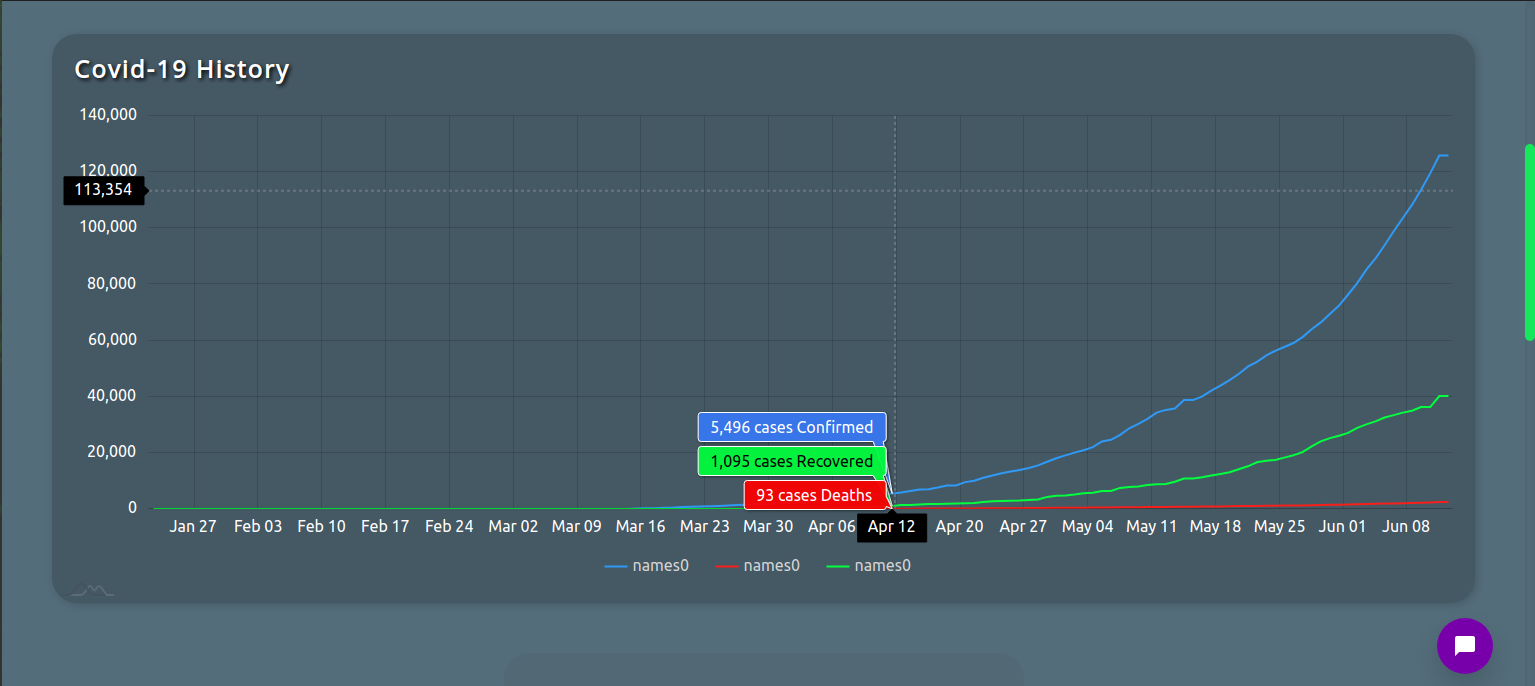 Covid-19 History
140,000
120,000
113,354
100,000
80,000
60,000
40,000
20,000
0
5,496 cases Confirmed
1,095 cases Recovered
93 cases Deaths
Jan 27 Feb 03 Feb 10 Feb 17 Feb 24 Mar 02 Mar 09 Mar 16 Mar 23 Mar 30 Apr 06 Apr 12 Apr 20 Apr 27 May 04 May 11 May 18 May 25 Jun 01 Jun 08
names0 names0 names0